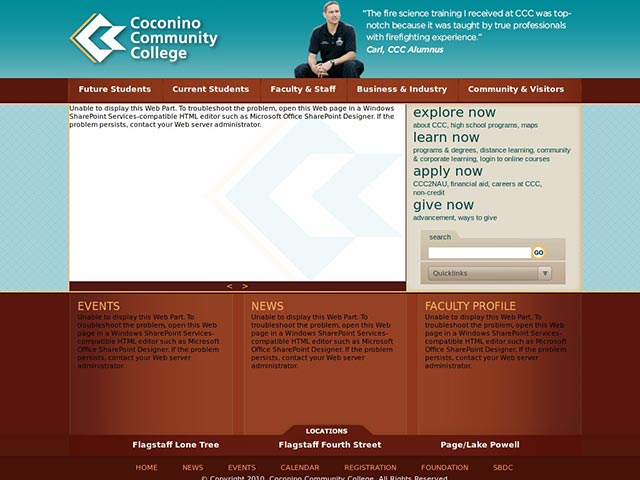 Coconino
Community
College
"The fire science training I received at CCC was top-
notch because it was taught by true professionals
with firefighting experience."
Carl, CCC Alumnus
Future Students
Current Students
Faculty & Staff
Business & Industry
Community & Visitors
Unable to display this Web Part. To troubleshoot the problem, open this Web page in a Windows
SharePoint Services-compatible HTML editor such as Microsoft Office SharePoint Designer. If the
problem persists, contact your Web server administrator.
< >
explore now
about CCC, high school programs, maps
learn now
programs & degrees, distance learning, community
& corporate learning, login to online courses
apply now
CCC2NAU, financial aid, careers at CCC,
non-credit
give now
advancement, ways to give
search
GO
Quicklinks
EVENTS
Unable to display this Web Part. To
troubleshoot the problem, open this Web
page in a Windows SharePoint Services-
compatible HTML editor such as Microsoft
Office SharePoint Designer. If the problem
persists, contact your Web server
administrator.
NEWS
Unable to display this Web Part. To
troubleshoot the problem, open this Web
page in a Windows SharePoint Services-
compatible HTML editor such as Microsoft
Office SharePoint Designer. If the problem
persists, contact your Web server
administrator.
FACULTY PROFILE
Unable to display this Web Part. To
troubleshoot the problem, open this Web
page in a Windows SharePoint Services-
compatible HTML editor such as Microsoft
Office SharePoint Designer. If the problem
persists, contact your Web server
administrator.
LOCATIONS
Flagstaff Lone Tree
Flagstaff Fourth Street
Page/Lake Powell
HOME
NEWS
EVENTS
CALENDAR
REGISTRATION
FOUNDATION
SBDC
© Copyright 2010, Coconino Community College, All Rights Reserved